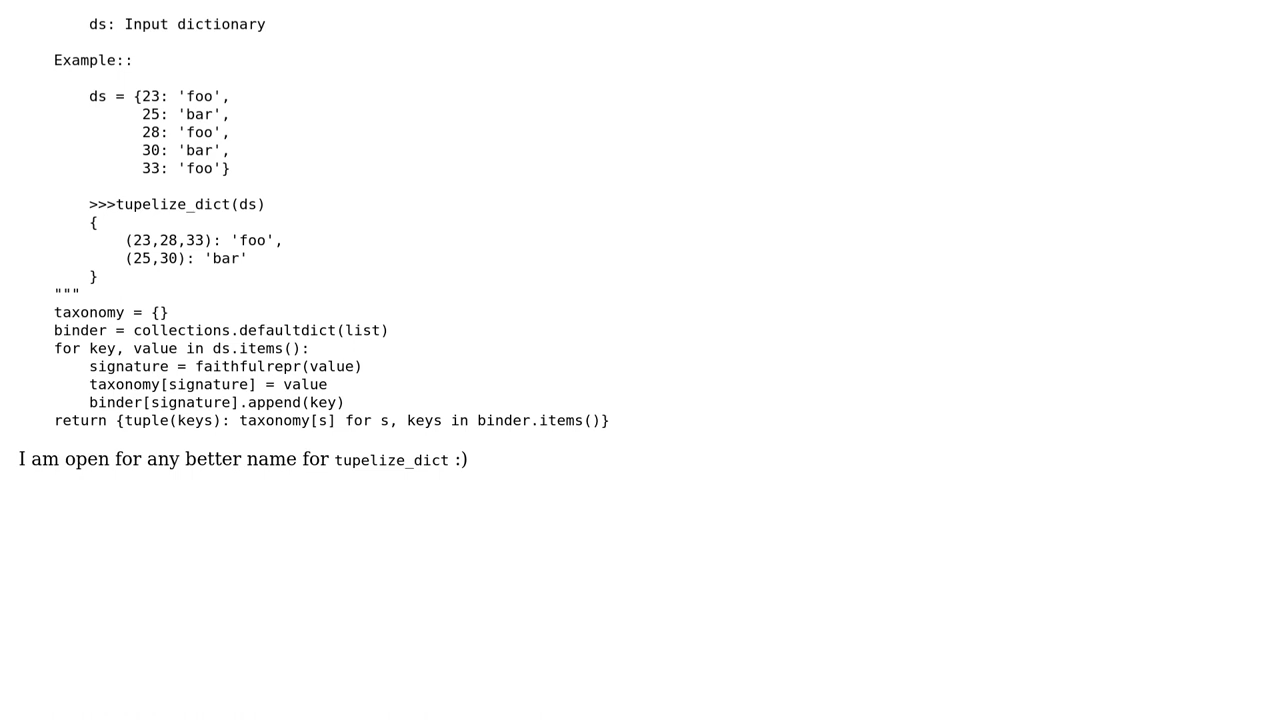 ds: Input dictionary
Example::
ds = {23: 'foo',
25: 'bar',
28: 'foo',
30: 'bar',
33: 'foo'}
>>>tupelize_dict(ds)
{
(23,28,33): 'foo',
(25,30): 'bar'
}
"""
taxonomy = {}
binder = collections.defaultdict(list)
for key, value in ds.items():
signature = faithfulrepr(value)
taxonomy[signature] = value
binder[signature].append(key)
return {tuple(keys): taxonomy[s] for s, keys in binder.items()}
I am open for any better name for tupelize_dict :)